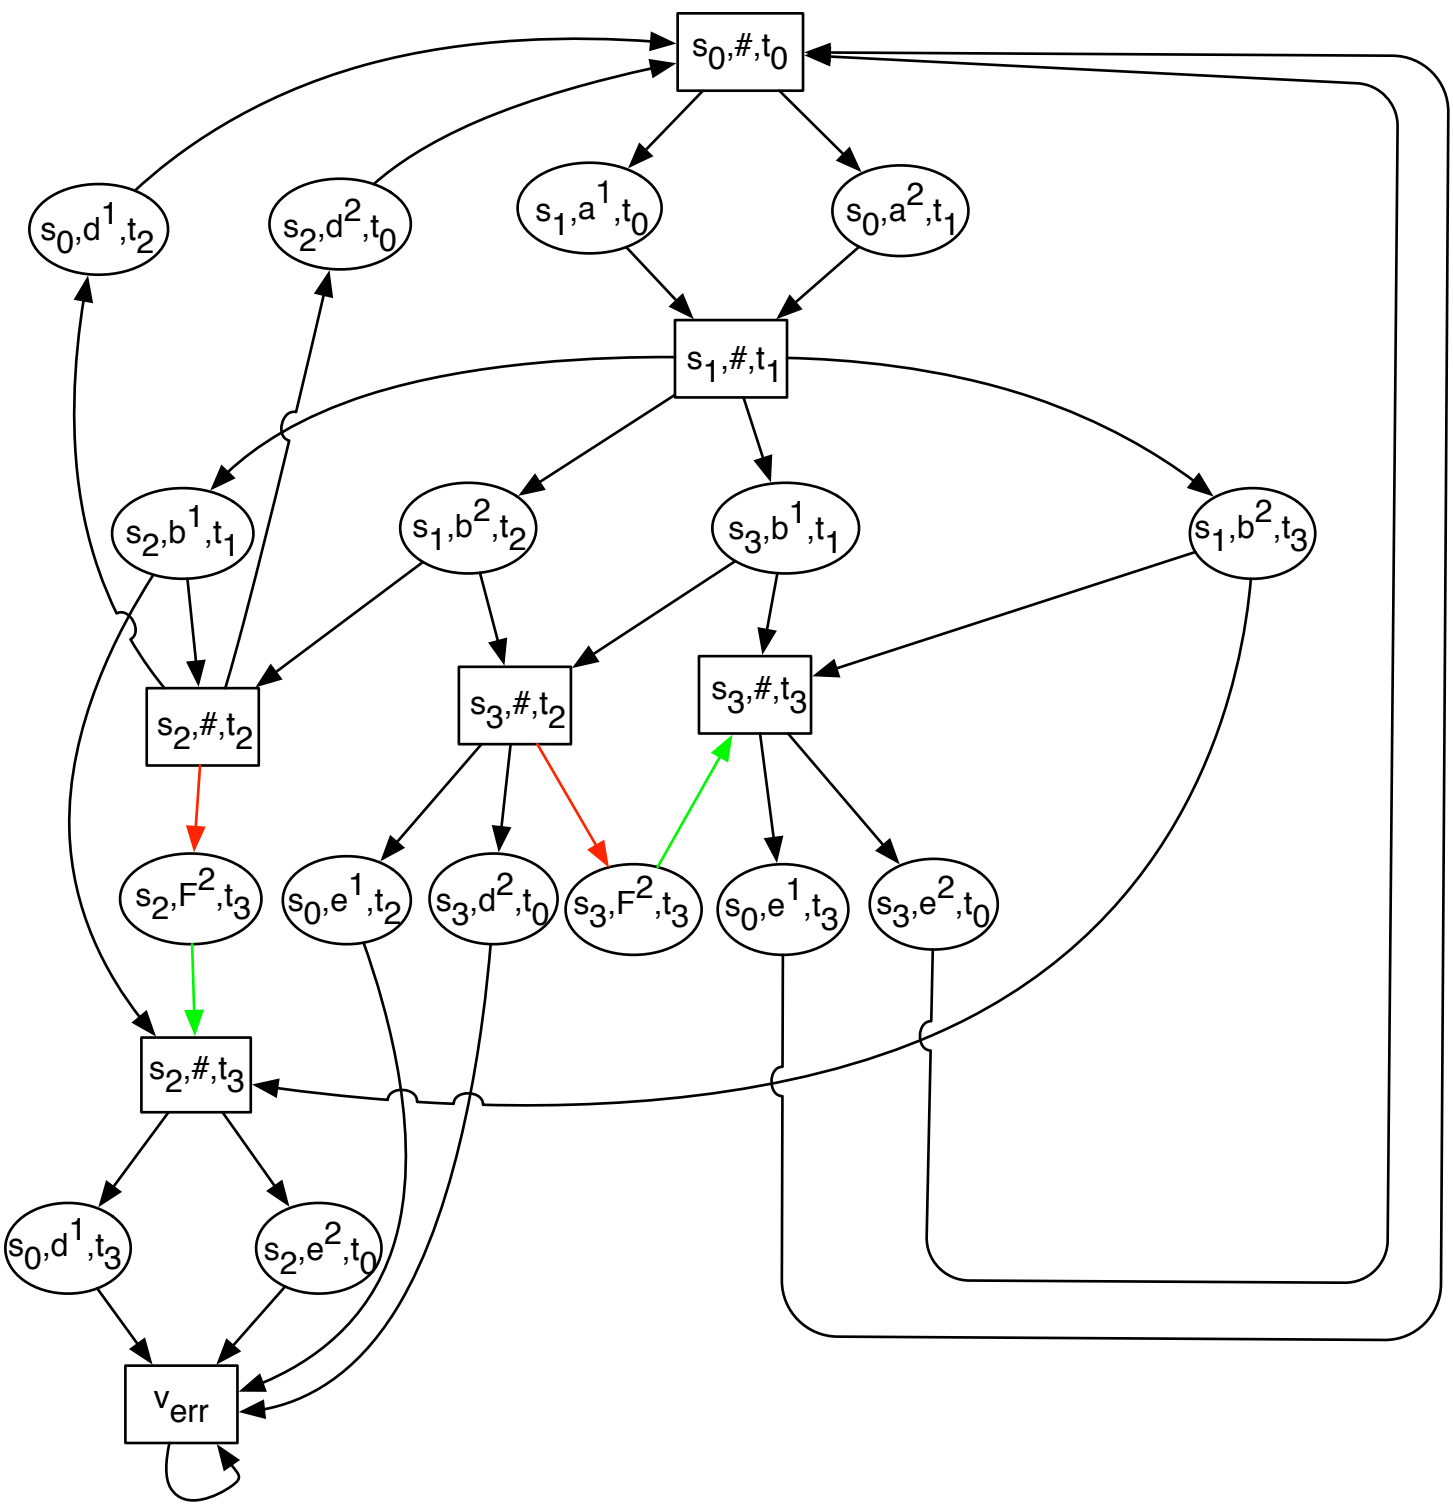 s₀,#,t₀
s₀,d¹,t₂
s₂,d²,t₀
s₁,a¹,t₀
s₀,a²,t₁
s₁,#,t₁
s₂,b¹,t₁
s₁,b²,t₂
s₃,b¹,t₁
s₁,b²,t₃
s₂,#,t₂
s₃,#,t₂
s₃,#,t₃
s₂,F²,t₃
s₀,e¹,t₂
s₃,d²,t₀
s₃,F²,t₃
s₀,e¹,t₃
s₃,e²,t₀
s₂,#,t₃
s₀,d¹,t₃
s₂,e²,t₀
v_err